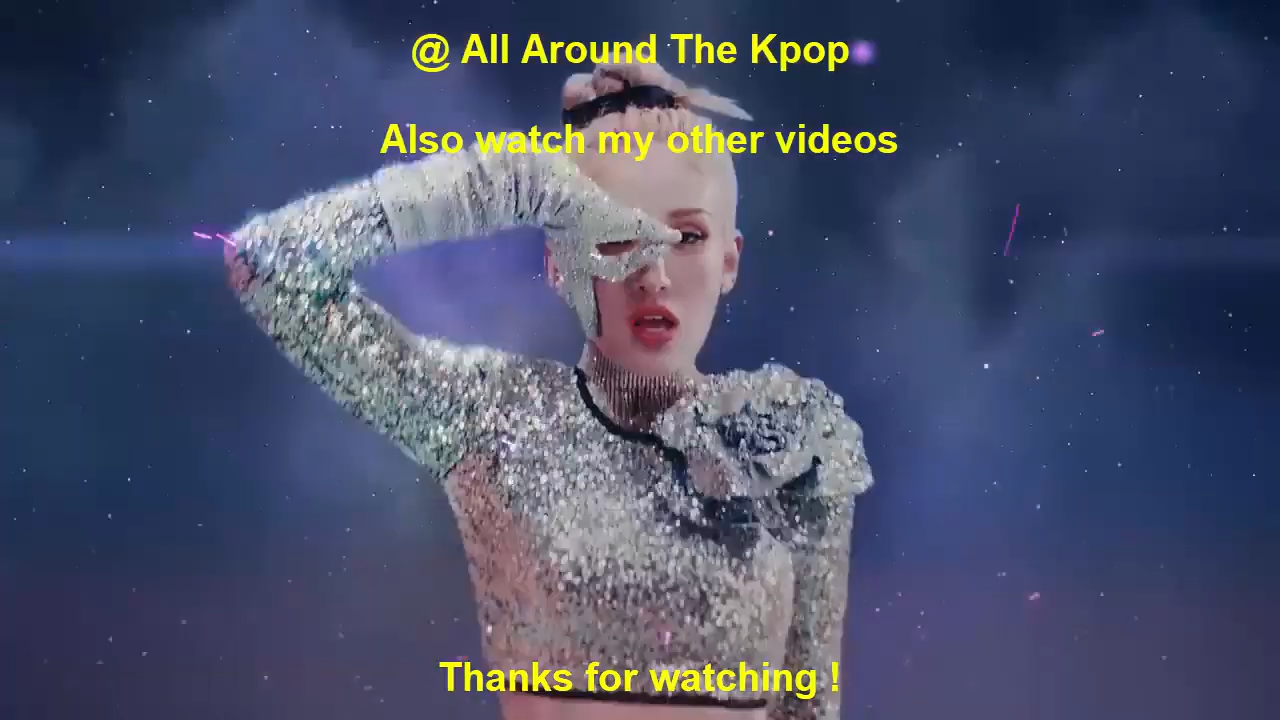 @ All Around The Kpop
Also watch my other videos
Thanks for watching !